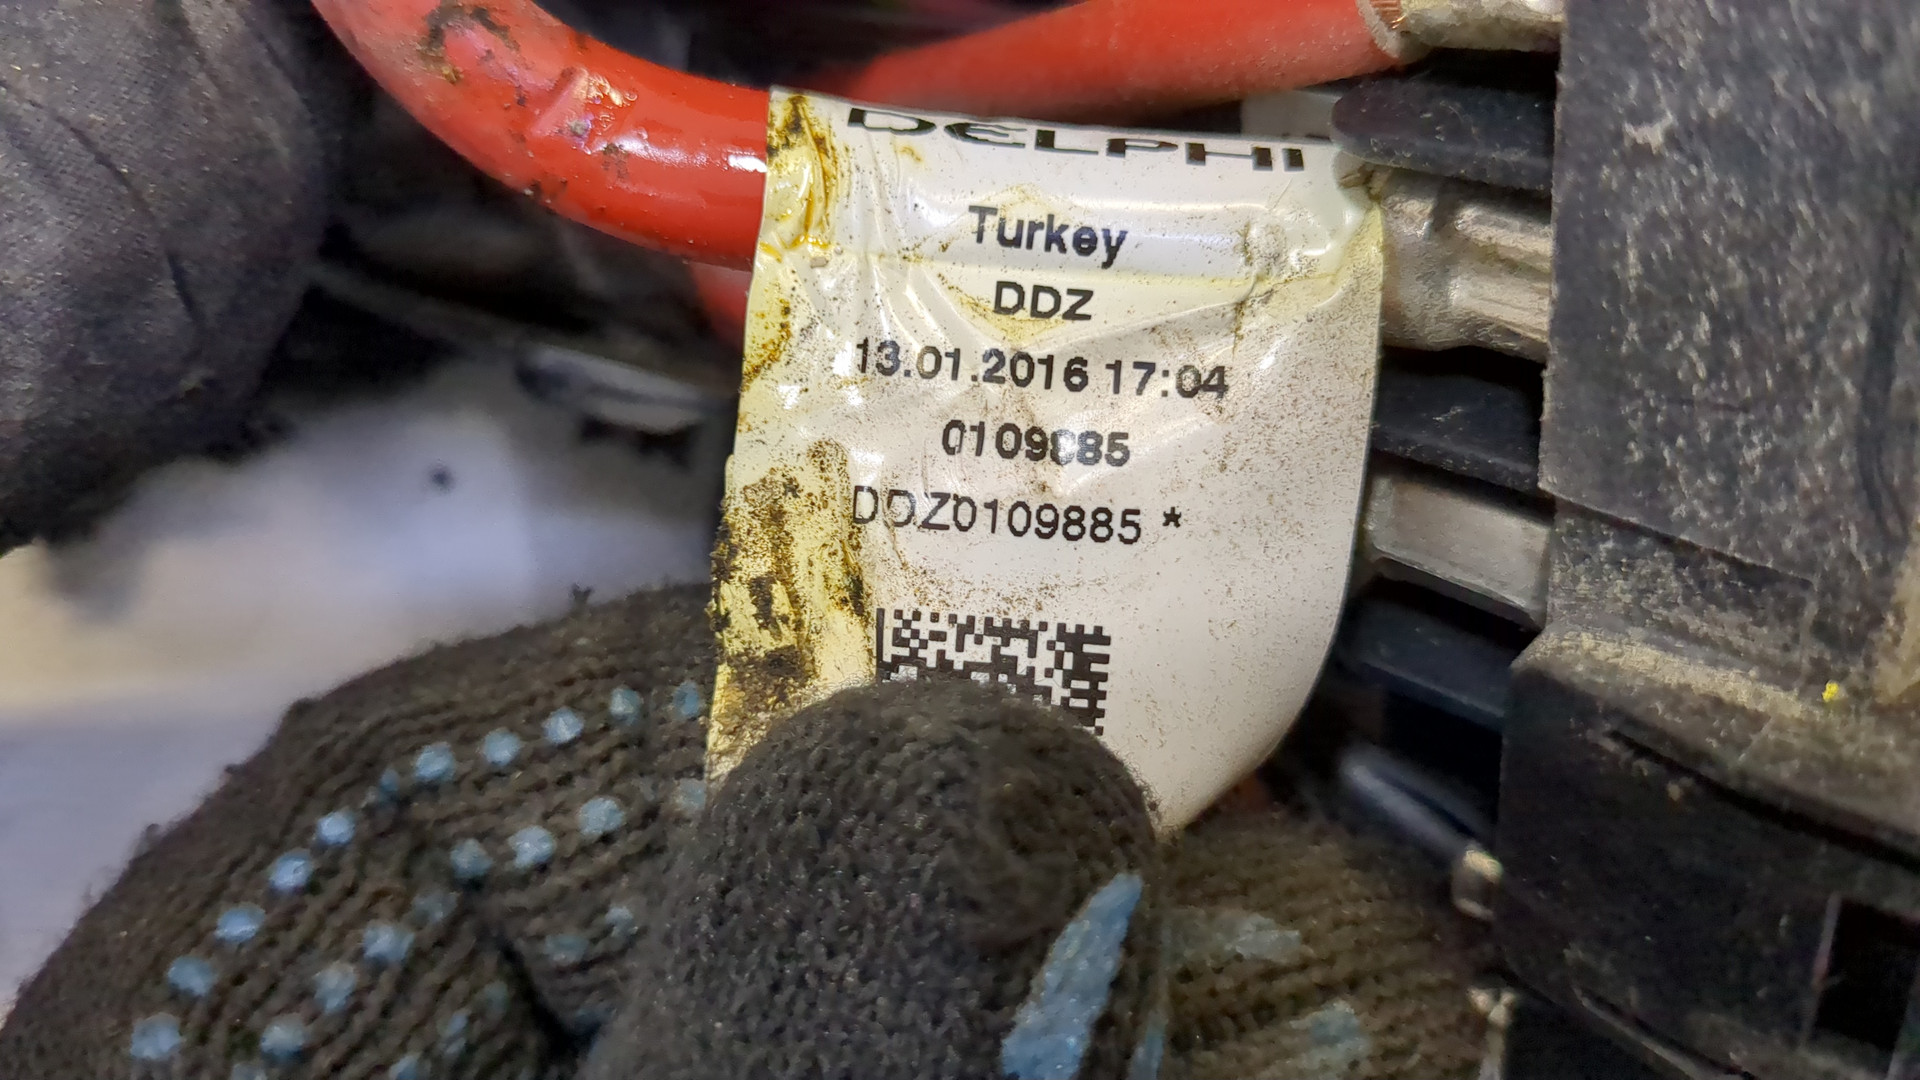 DELPHI
Turkey
DDZ
13.01.2016 17:04
0109885
DDZ0109885 *